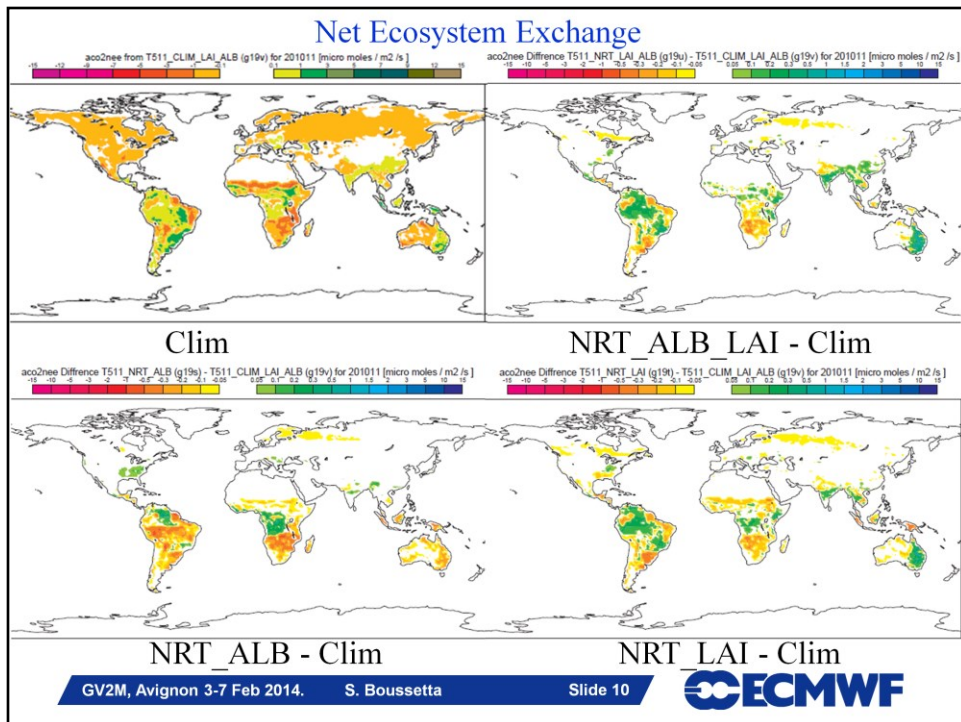 Net Ecosystem Exchange
aco2nee from T511_CLIM_LAI_ALB (g19v) for 201011 [micro moles / m2 /s ]
aco2nee Diffrence T511_NRT_LAI_ALB (g19u) - T511_CLIM_LAI_ALB (g19v) for 201011 [micro moles / m2 /s ]
Clim
NRT_ALB_LAI - Clim
aco2nee Diffrence T511_NRT_ALB (g19s) - T511_CLIM_LAI_ALB (g19v) for 201011 [micro moles / m2 /s ]
aco2nee Diffrence T511_NRT_LAI (g19t) - T511_CLIM_LAI_ALB (g19v) for 201011 [micro moles / m2 /s ]
NRT_ALB - Clim
NRT_LAI - Clim
GV2M, Avignon 3-7 Feb 2014. S. Boussetta Slide 10 ECMWF